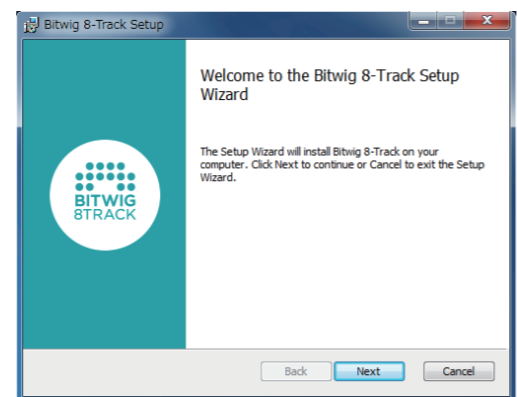 Bitwig 8-Track Setup
Welcome to the Bitwig 8-Track Setup
Wizard
The Setup Wizard will install Bitwig 8-Track on your
computer. Click Next to continue or Cancel to exit the Setup
Wizard.
BITWIG
8TRACK
Back
Next
Cancel